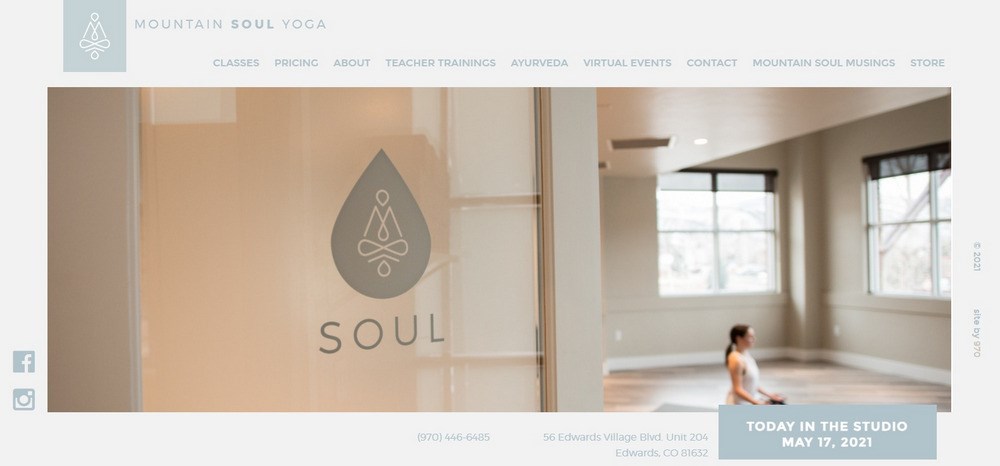 MOUNTAIN SOUL YOGA
CLASSES PRICING ABOUT TEACHER TRAININGS AYURVEDA VIRTUAL EVENTS CONTACT MOUNTAIN SOUL MUSINGS STORE
SOUL
© 2021
site by 970
(970) 446-6485
56 Edwards Village Blvd. Unit 204
Edwards, CO 81632
TODAY IN THE STUDIO
MAY 17, 2021